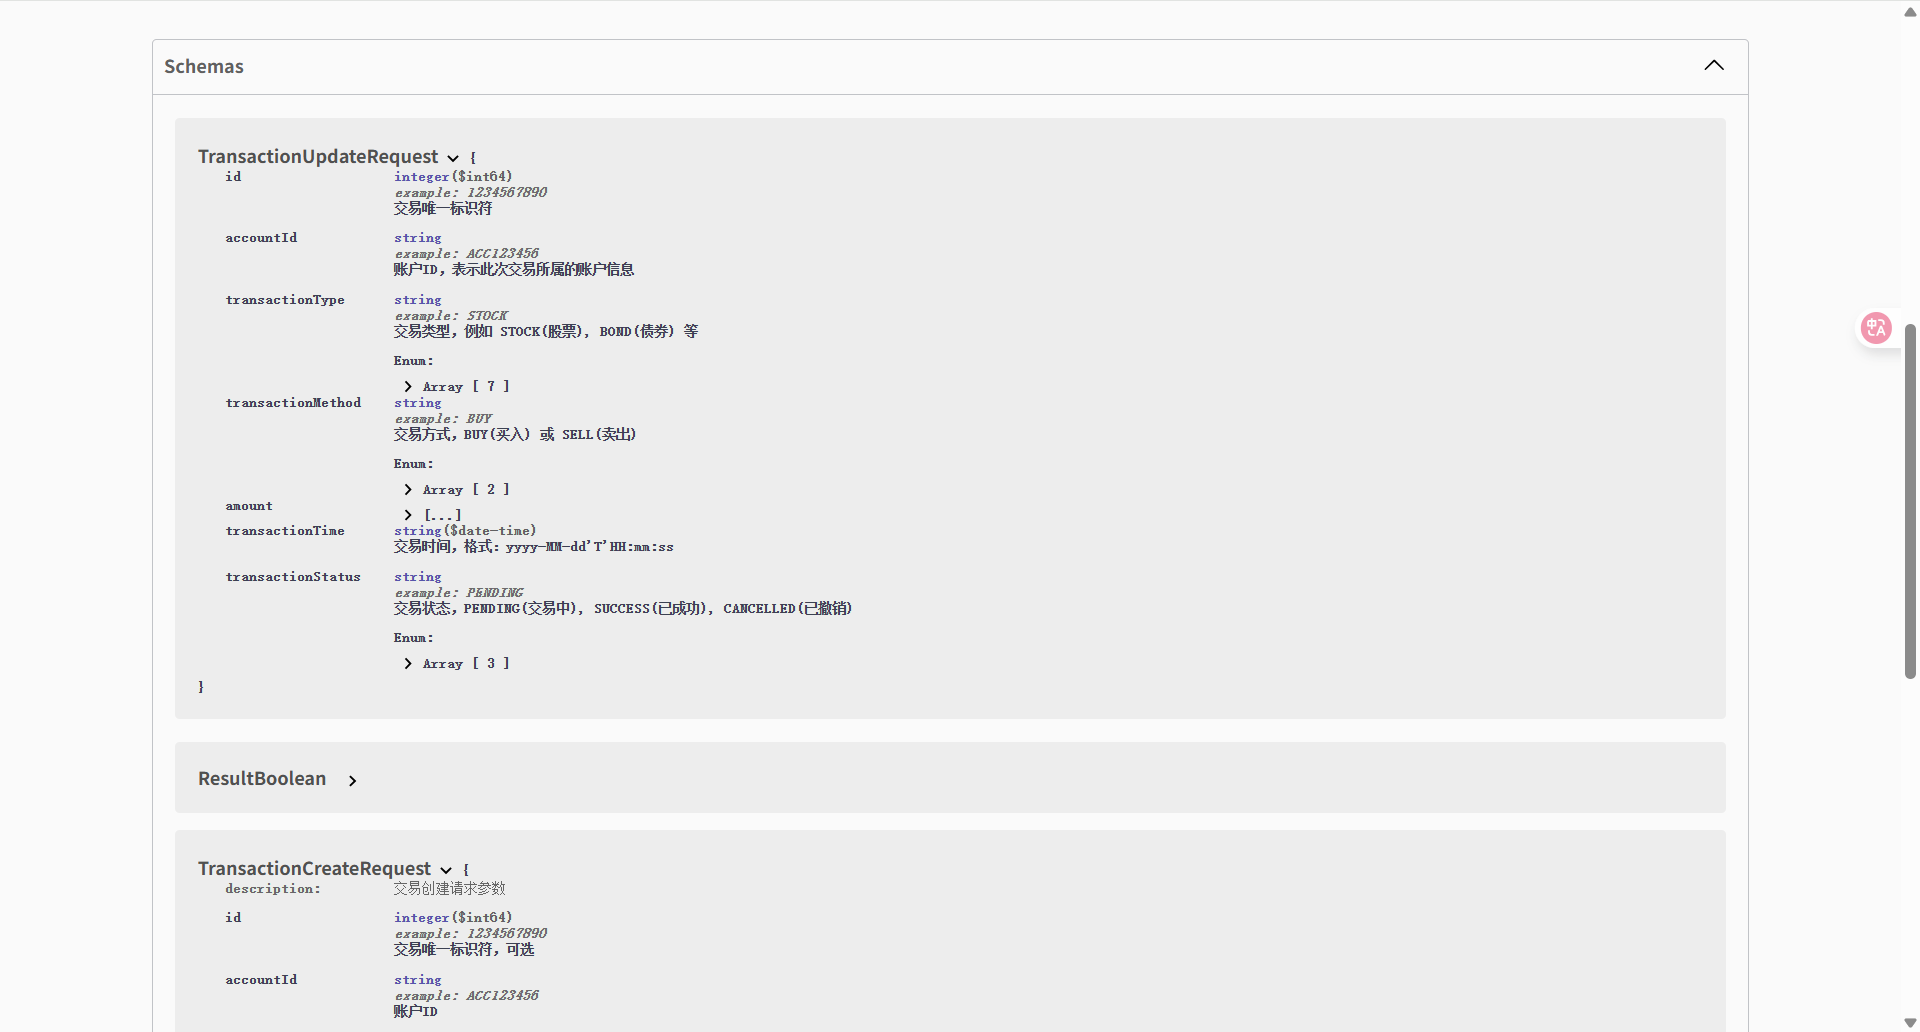 Schemas
TransactionUpdateRequest {
id integer($int64)
example: 1234567890
交易唯一标识符
accountId string
example: ACC123456
账户ID，表示此次交易所属的账户信息
transactionType string
example: STOCK
交易类型，例如 STOCK(股票), BOND(债券) 等
Enum:
Array [ 7 ]
transactionMethod string
example: BUY
交易方式，BUY(买入) 或 SELL(卖出)
Enum:
Array [ 2 ]
amount [...]
transactionTime string($date-time)
交易时间，格式：yyyy-MM-dd'T'HH:mm:ss
transactionStatus string
example: PENDING
交易状态，PENDING(交易中), SUCCESS(已成功), CANCELLED(已撤销)
Enum:
Array [ 3 ]
}
ResultBoolean
TransactionCreateRequest {
description: 交易创建请求参数
id integer($int64)
example: 1234567890
交易唯一标识符，可选
accountId string
example: ACC123456
账户ID